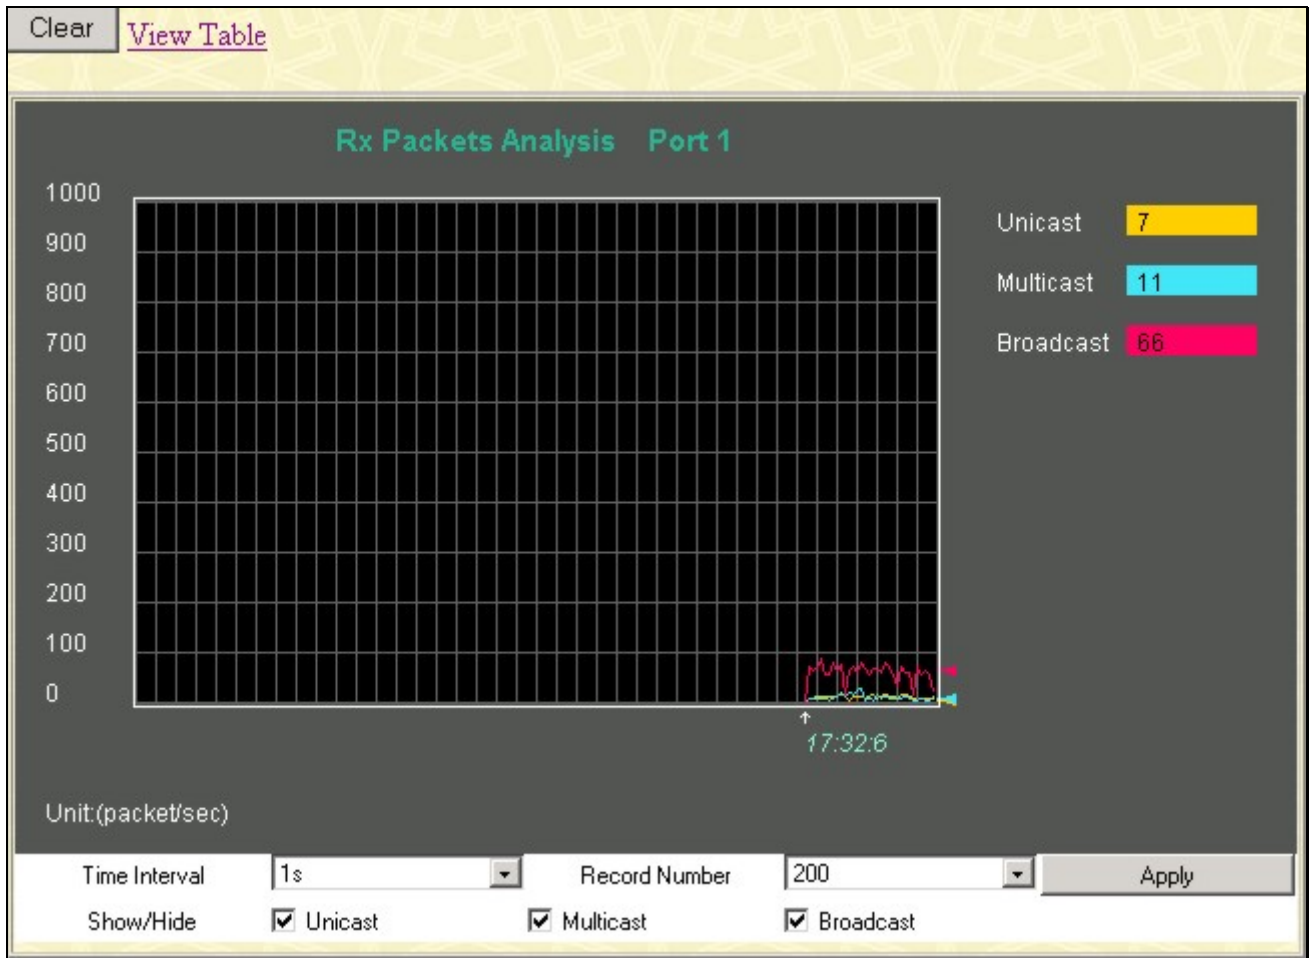 Clear View Table
Rx Packets Analysis Port 1
1000
900
800
700
600
500
400
300
200
100
0
Unicast 7
Multicast 11
Broadcast 66
17:32:6
Unit:(packet/sec)
Time Interval 1s Record Number 200 Apply
Show/Hide Unicast Multicast Broadcast